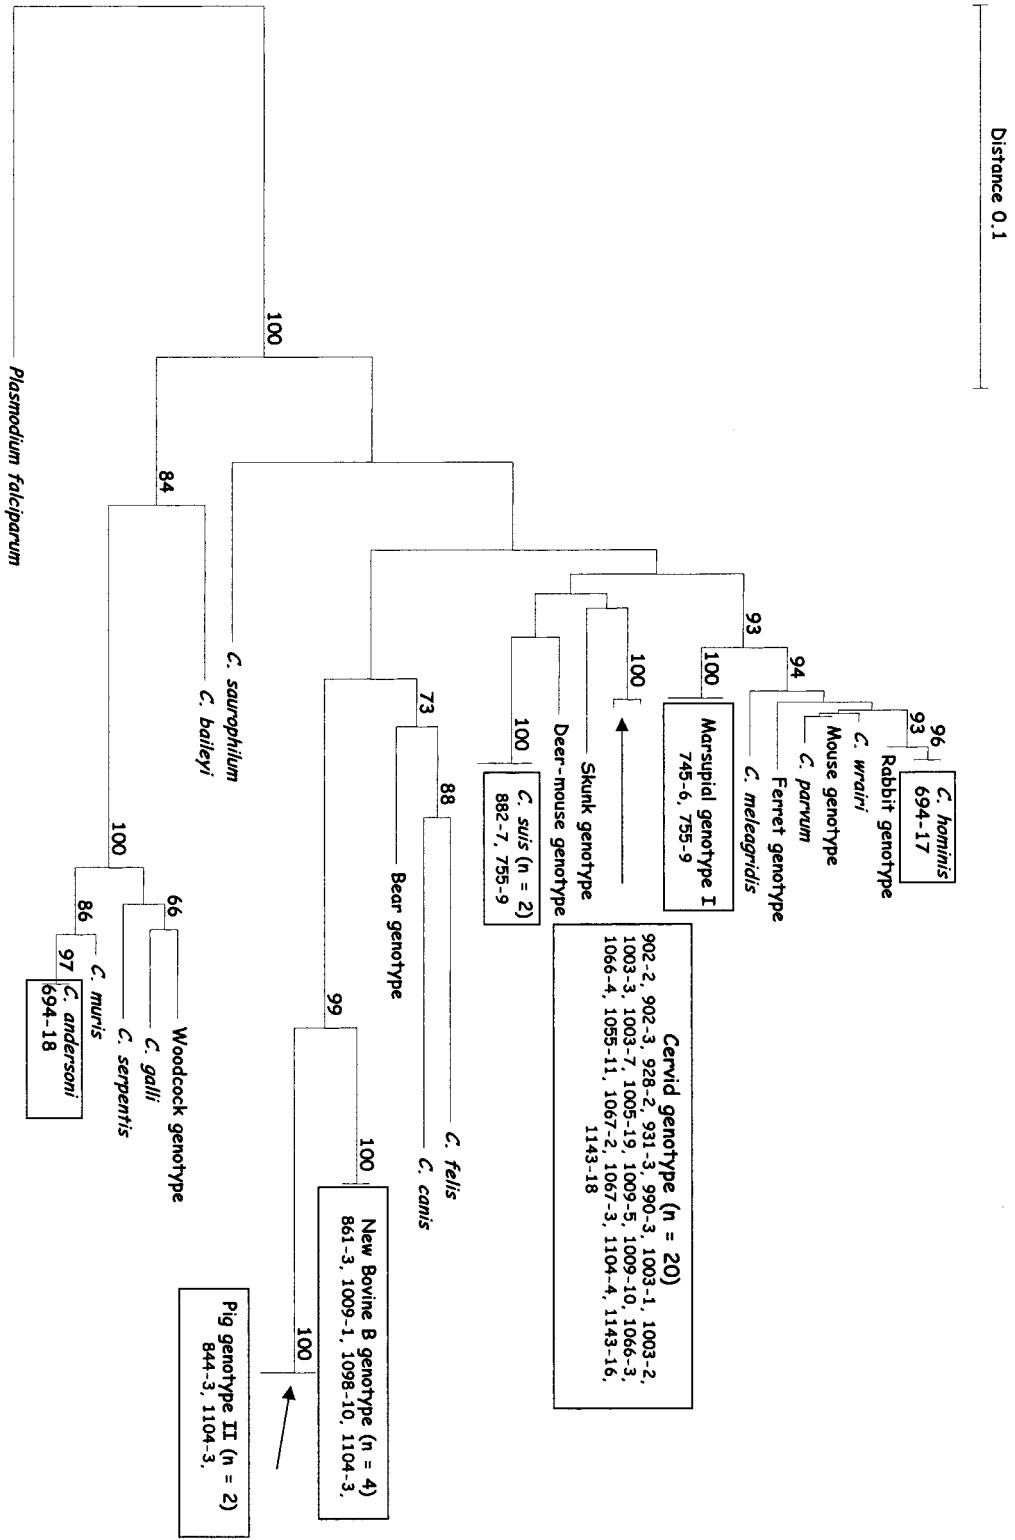 Distance 0.1
96
93
C. hominis
694-17
Rabbit genotype
C. wrairi
Mouse genotype
C. parvum
94
Ferret genotype
C. meleagridis
93
100
Marsupial genotype I
745-6, 755-9
100
Cervid genotype (n = 20)
902-2, 902-3, 928-2, 931-3, 990-3, 1003-1, 1003-2,
1003-3, 1003-7, 1005-19, 1009-5, 1009-10, 1066-3,
1066-4, 1055-11, 1067-2, 1067-3, 1104-4, 1143-16,
1143-18
Skunk genotype
Deer-mouse genotype
100
C. suis (n = 2)
882-7, 755-9
88
C. felis
C. canis
73
Bear genotype
99
100
New Bovine B genotype (n = 4)
861-3, 1009-1, 1098-10, 1104-3,
100
Pig genotype II (n = 2)
844-3, 1104-3,
100
C. saurophilum
84
C. baileyi
66
Woodcock genotype
C. galli
C. serpentis
100
86
C. muris
97
C. andersoni
694-18
Plasmodium falciparum